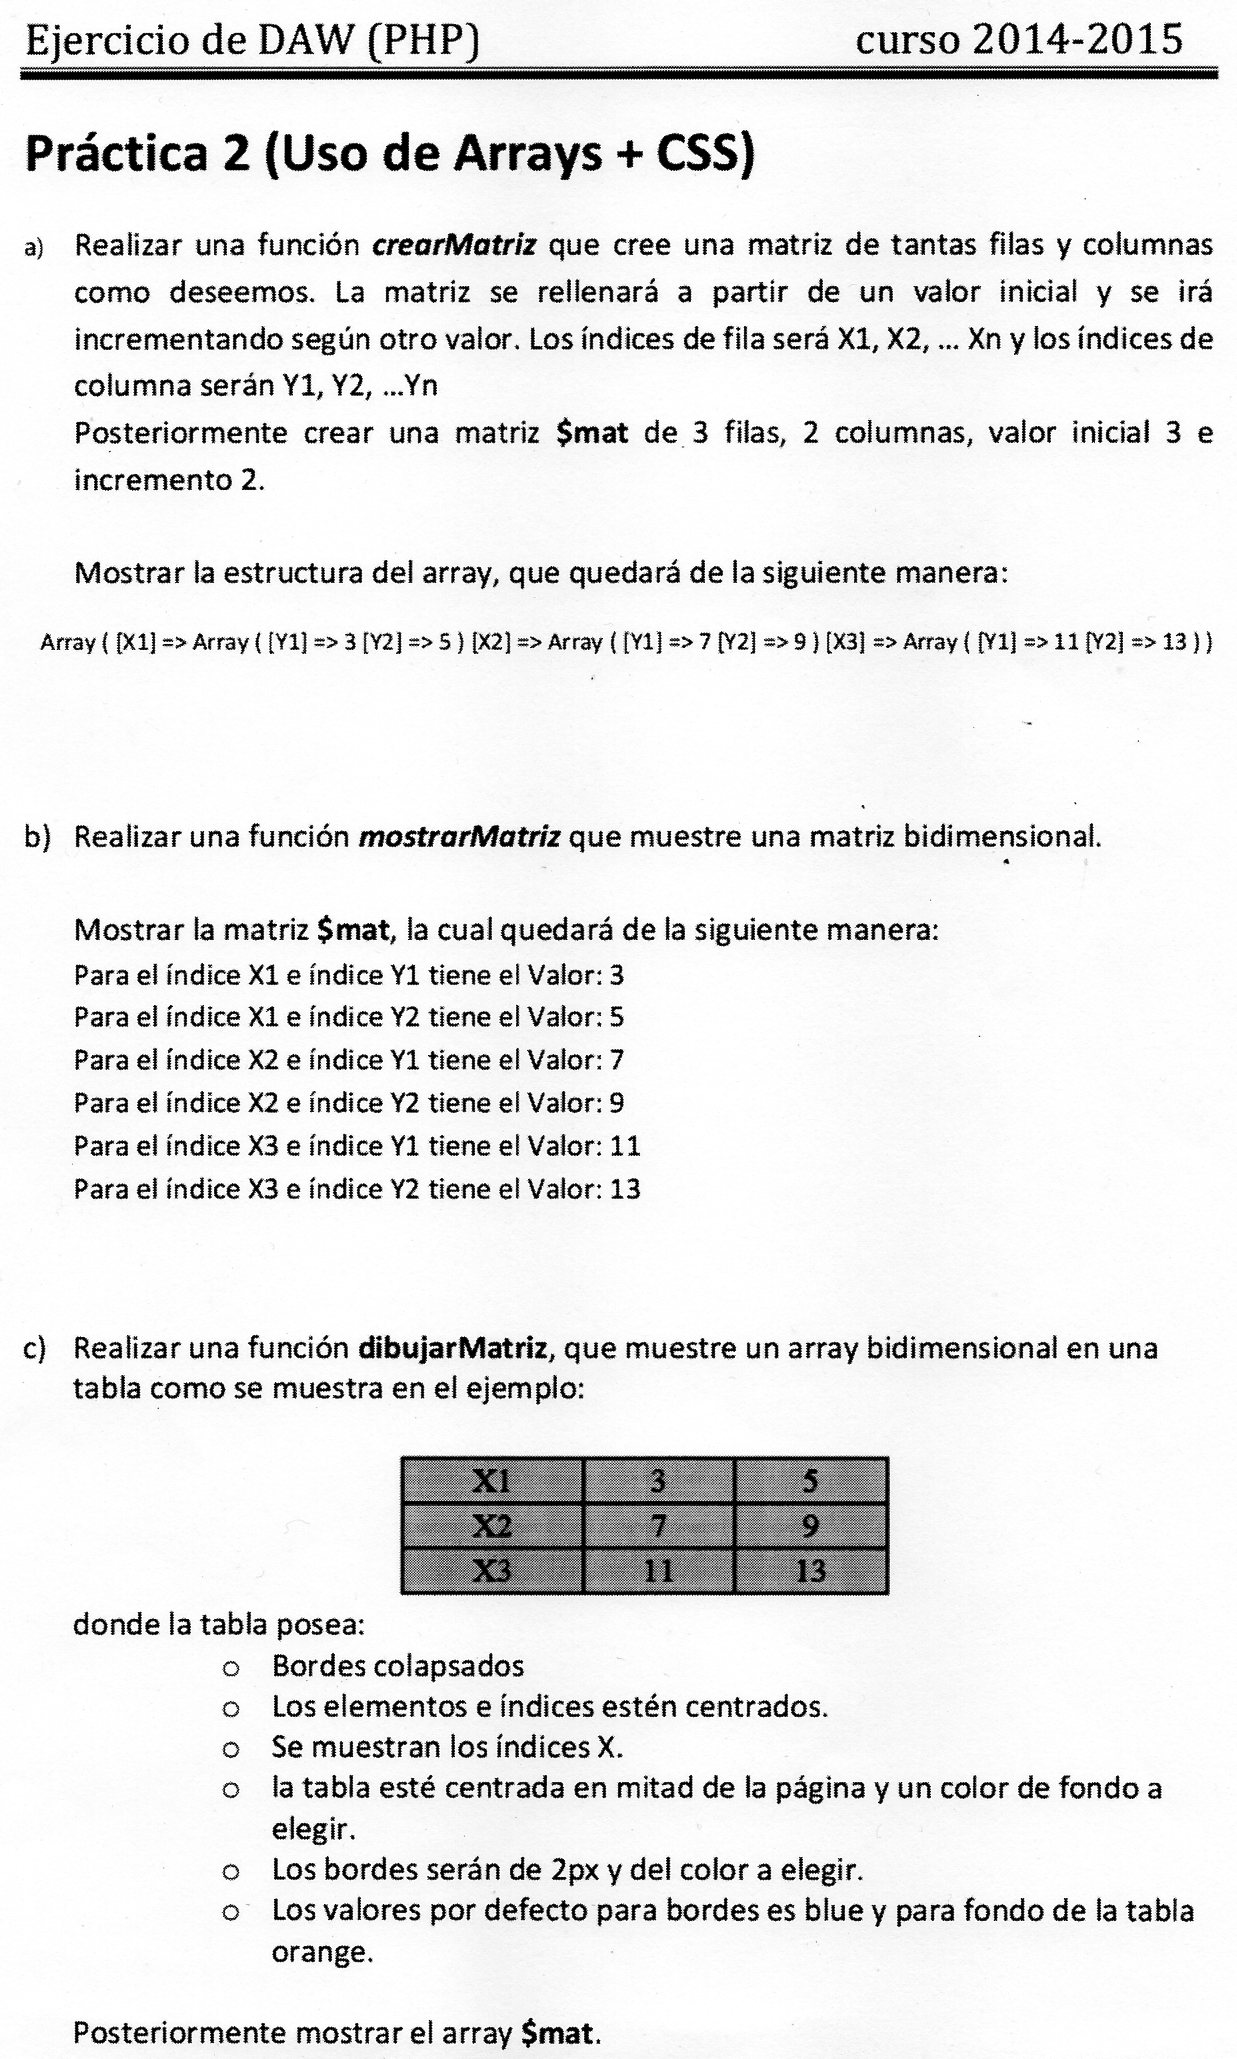 Ejercicio de DAW (PHP) curso 2014-2015
Práctica 2 (Uso de Arrays + CSS)
a) Realizar una función crearMatriz que cree una matriz de tantas filas y columnas
como deseemos. La matriz se rellenará a partir de un valor inicial y se irá
incrementando según otro valor. Los índices de fila será X1, X2, ... Xn y los índices de
columna serán Y1, Y2, ...Yn
Posteriormente crear una matriz $mat de 3 filas, 2 columnas, valor inicial 3 e
incremento 2.
Mostrar la estructura del array, que quedará de la siguiente manera:
Array ( [X1] => Array ( [Y1] => 3 [Y2] => 5 ) [X2] => Array ( [Y1] => 7 [Y2] => 9 ) [X3] => Array ( [Y1] => 11 [Y2] => 13 ) )
b) Realizar una función mostrarMatriz que muestre una matriz bidimensional.
Mostrar la matriz $mat, la cual quedará de la siguiente manera:
Para el índice X1 e índice Y1 tiene el Valor: 3
Para el índice X1 e índice Y2 tiene el Valor: 5
Para el índice X2 e índice Y1 tiene el Valor: 7
Para el índice X2 e índice Y2 tiene el Valor: 9
Para el índice X3 e índice Y1 tiene el Valor: 11
Para el índice X3 e índice Y2 tiene el Valor: 13
c) Realizar una función dibujarMatriz, que muestre un array bidimensional en una
tabla como se muestra en el ejemplo:
X1 3 5
X2 7 9
X3 11 13
donde la tabla posea:
o Bordes colapsados
o Los elementos e índices estén centrados.
o Se muestran los índices X.
o la tabla esté centrada en mitad de la página y un color de fondo a
elegir.
o Los bordes serán de 2px y del color a elegir.
o Los valores por defecto para bordes es blue y para fondo de la tabla
orange.
Posteriormente mostrar el array $mat.